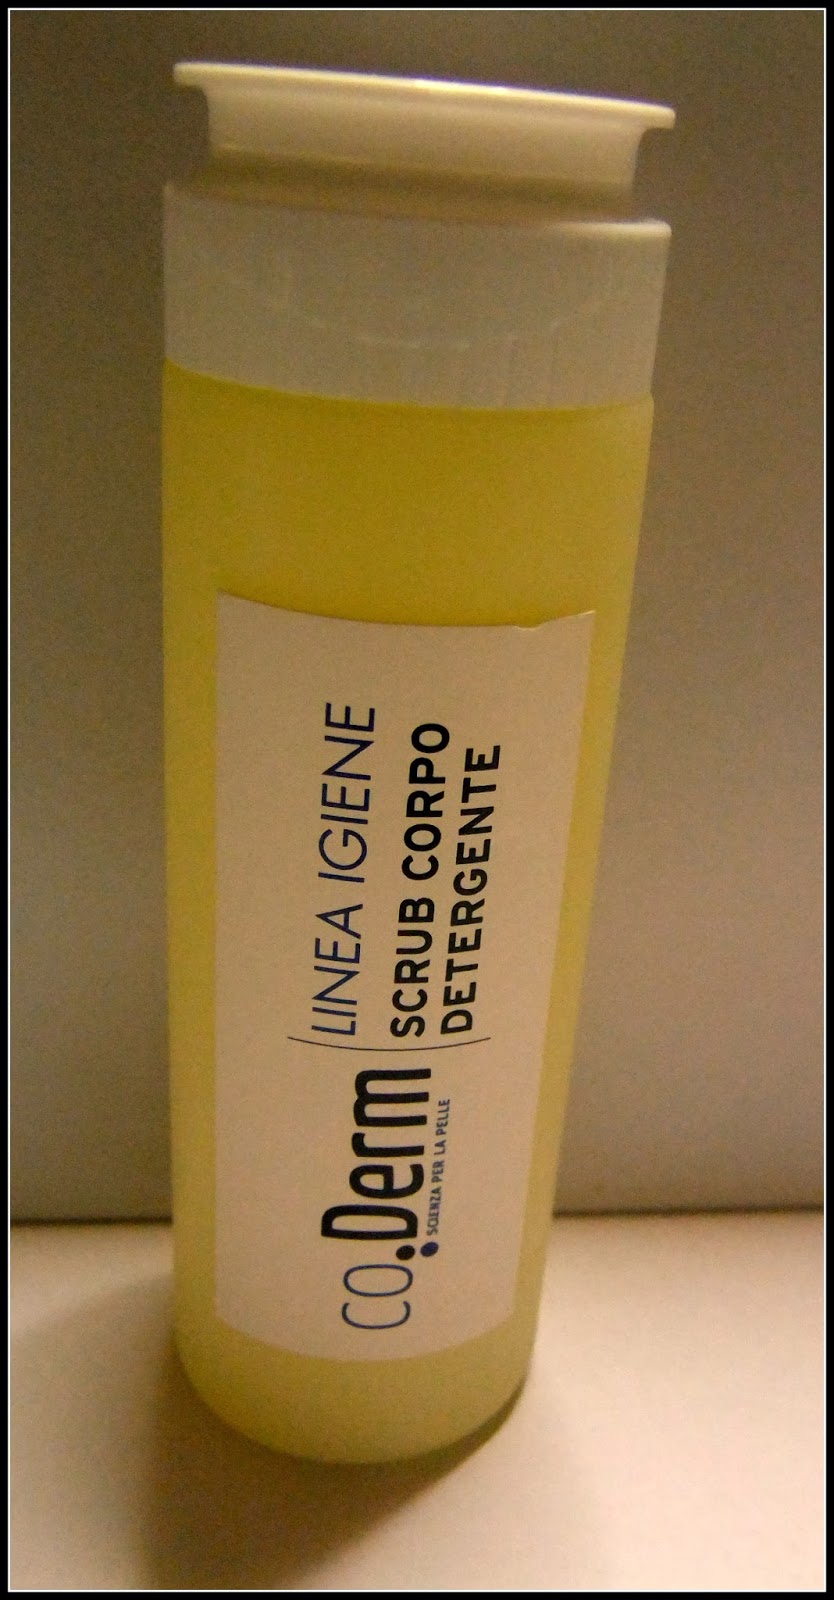 CO.Derm
SCIENZA PER LA PELLE
LINEA IGIENE
SCRUB CORPO
DETERGENTE